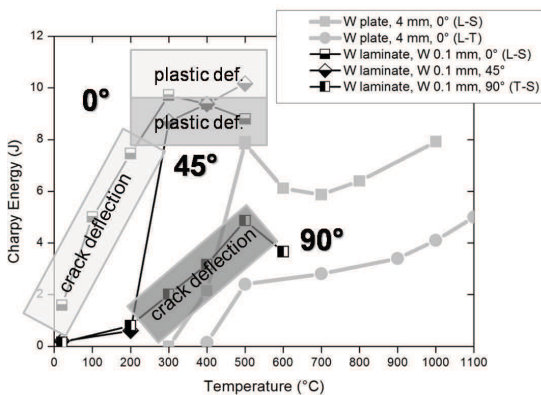 W plate, 4 mm, 0° (L-S)
W plate, 4 mm, 0° (L-T)
W laminate, W 0.1 mm, 0° (L-S)
W laminate, W 0.1 mm, 45°
W laminate, W 0.1 mm, 90° (T-S)
12
10
8
6
4
2
0
Charpy Energy (J)
0°
plastic def.
plastic def.
45°
90°
crack deflection
crack deflection
0 100 200 300 400 500 600 700 800 900 1000 1100
Temperature (°C)